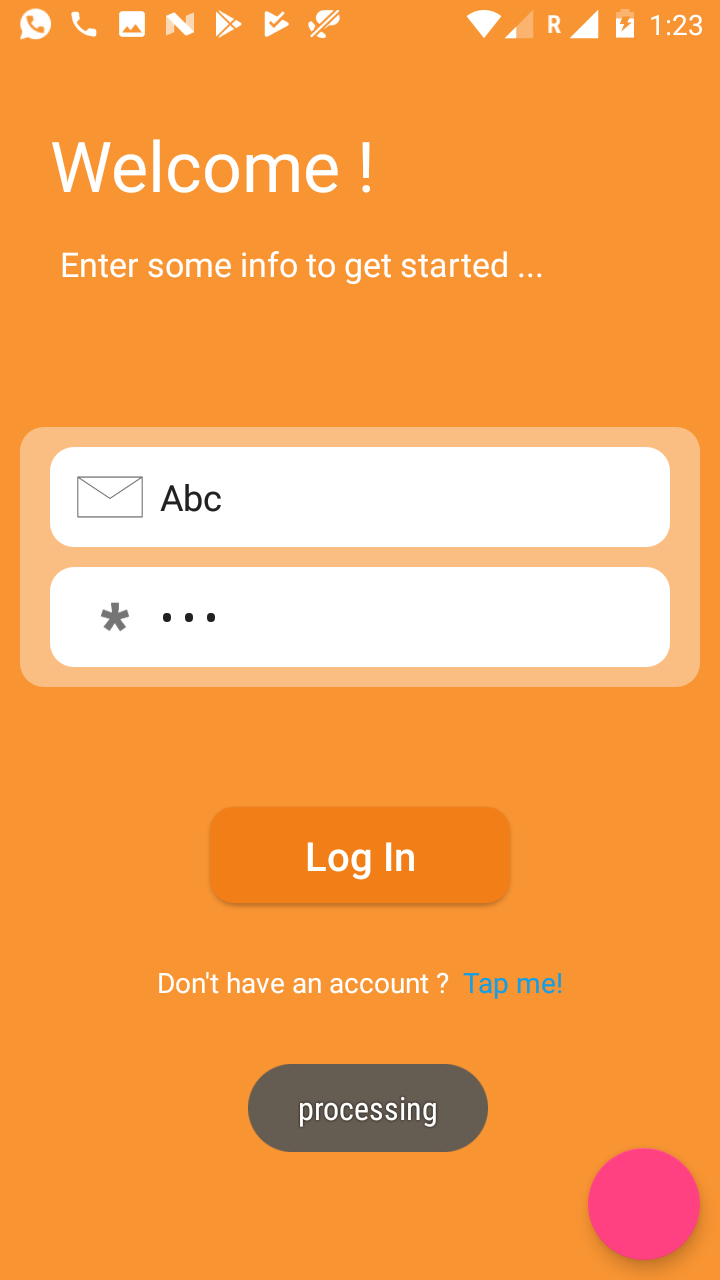 R 1:23
Welcome !
Enter some info to get started ...
Abc
* •••
Log In
Don't have an account ? Tap me!
processing